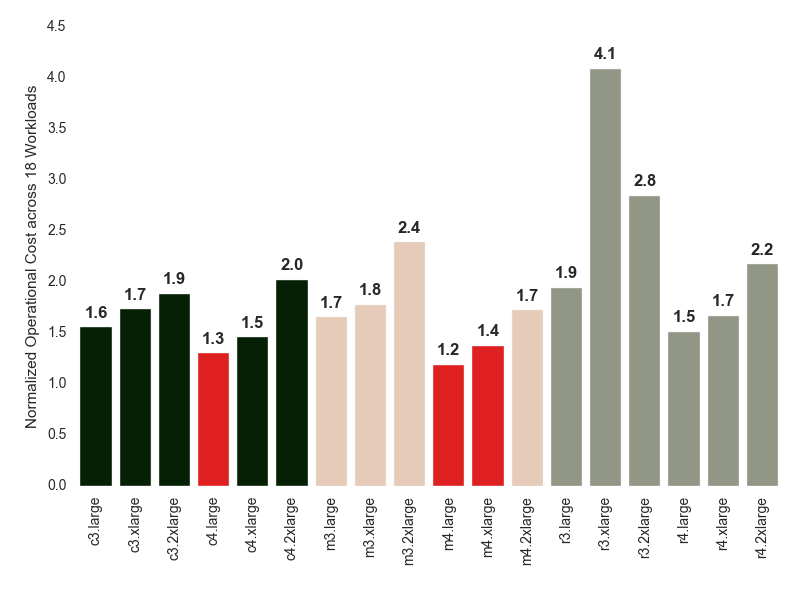 Normalized Operational Cost across 18 Workloads
4.5
4.0
3.5
3.0
2.5
2.0
1.5
1.0
0.5
0.0
1.6
1.7
1.9
1.3
1.5
2.0
1.7
1.8
2.4
1.2
1.4
1.7
1.9
4.1
2.8
1.5
1.7
2.2
c3.large
c3.xlarge
c3.2xlarge
c4.large
c4.xlarge
c4.2xlarge
m3.large
m3.xlarge
m3.2xlarge
m4.large
m4.xlarge
m4.2xlarge
r3.large
r3.xlarge
r3.2xlarge
r4.large
r4.xlarge
r4.2xlarge